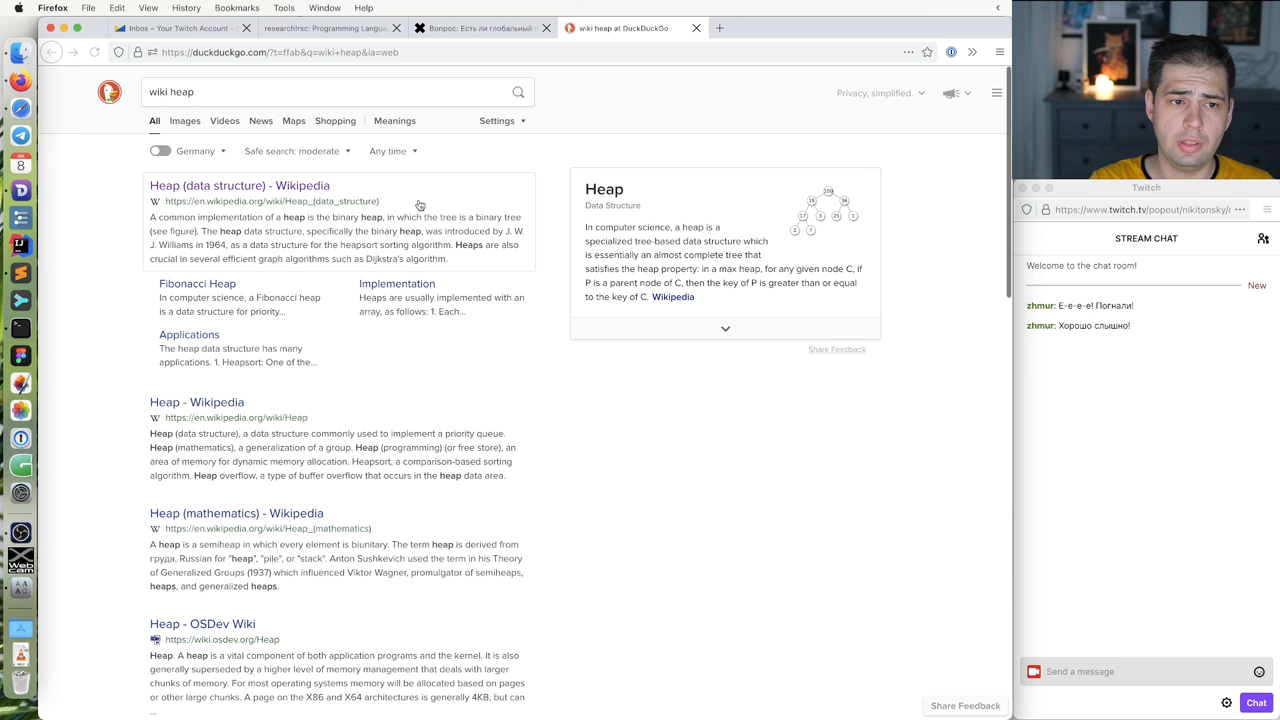 Firefox File Edit View History Bookmarks Tools Window Help
Inbox – Your Twitch Account -
research!rsc: Programming Langua
Вопрос: Есть ли глобальный
wiki heap at DuckDuckGo
https://duckduckgo.com/?t=ffab&q=wiki+heap&ia=web
wiki heap
Privacy, simplified.
All Images Videos News Maps Shopping Meanings Settings
Germany Safe search: moderate Any time
Heap (data structure) - Wikipedia
https://en.wikipedia.org/wiki/Heap_(data_structure)
A common implementation of a heap is the binary heap, in which the tree is a binary tree
(see figure). The heap data structure, specifically the binary heap, was introduced by J. W.
J. Williams in 1964, as a data structure for the heapsort sorting algorithm. Heaps are also
crucial in several efficient graph algorithms such as Dijkstra's algorithm.
Fibonacci Heap
In computer science, a Fibonacci heap
is a data structure for priority...
Implementation
Heaps are usually implemented with an
array, as follows: 1. Each...
Applications
The heap data structure has many
applications. 1. Heapsort: One of the...
Heap - Wikipedia
https://en.wikipedia.org/wiki/Heap
Heap (data structure), a data structure commonly used to implement a priority queue.
Heap (mathematics), a generalization of a group. Heap (programming) (or free store), an
area of memory for dynamic memory allocation. Heapsort, a comparison-based sorting
algorithm. Heap overflow, a type of buffer overflow that occurs in the heap data area.
Heap (mathematics) - Wikipedia
https://en.wikipedia.org/wiki/Heap_(mathematics)
A heap is a semiheap in which every element is biunitary. The term heap is derived from
груда, Russian for "heap", "pile", or "stack". Anton Sushkevich used the term in his Theory
of Generalized Groups (1937) which influenced Viktor Wagner, promulgator of semiheaps,
heaps, and generalized heaps.
Heap - OSDev Wiki
https://wiki.osdev.org/Heap
Heap. A heap is a vital component of both application programs and the kernel. It is also
generally superseded by a higher level of memory management that deals with larger
chunks of memory. For most operating system, memory will be allocated based on pages
or other large chunks. A page on the X86 and X64 architectures is generally 4KB, but can
...
Heap
Data Structure
In computer science, a heap is a
specialized tree-based data structure which
is essentially an almost complete tree that
satisfies the heap property: in a max heap, for any given node C, if
P is a parent node of C, then the key of P is greater than or equal
to the key of C. Wikipedia
100
19 36
17 3 25 1
2 7
Share Feedback
Share Feedback
Twitch
https://www.twitch.tv/popout/nikitonsky/
STREAM CHAT
Welcome to the chat room!
New
zhmur: Е-е-е-е! Погнали!
zhmur: Хорошо слышно!
Send a message
Chat